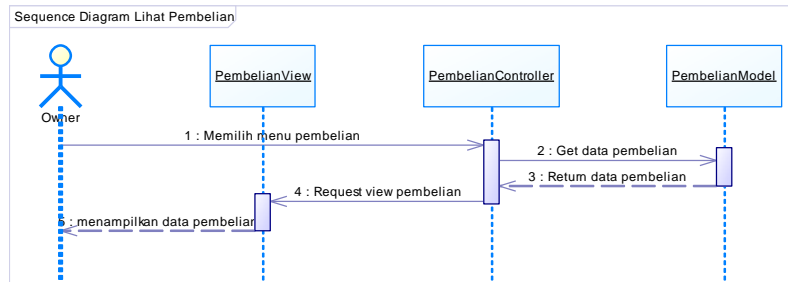 Sequence Diagram Lihat Pembelian
PembelianView
PembelianController
PembelianModel
Owner
1 : Memilih menu pembelian
2 : Get data pembelian
3 : Return data pembelian
4 : Request view pembelian
5 : menampilkan data pembelian